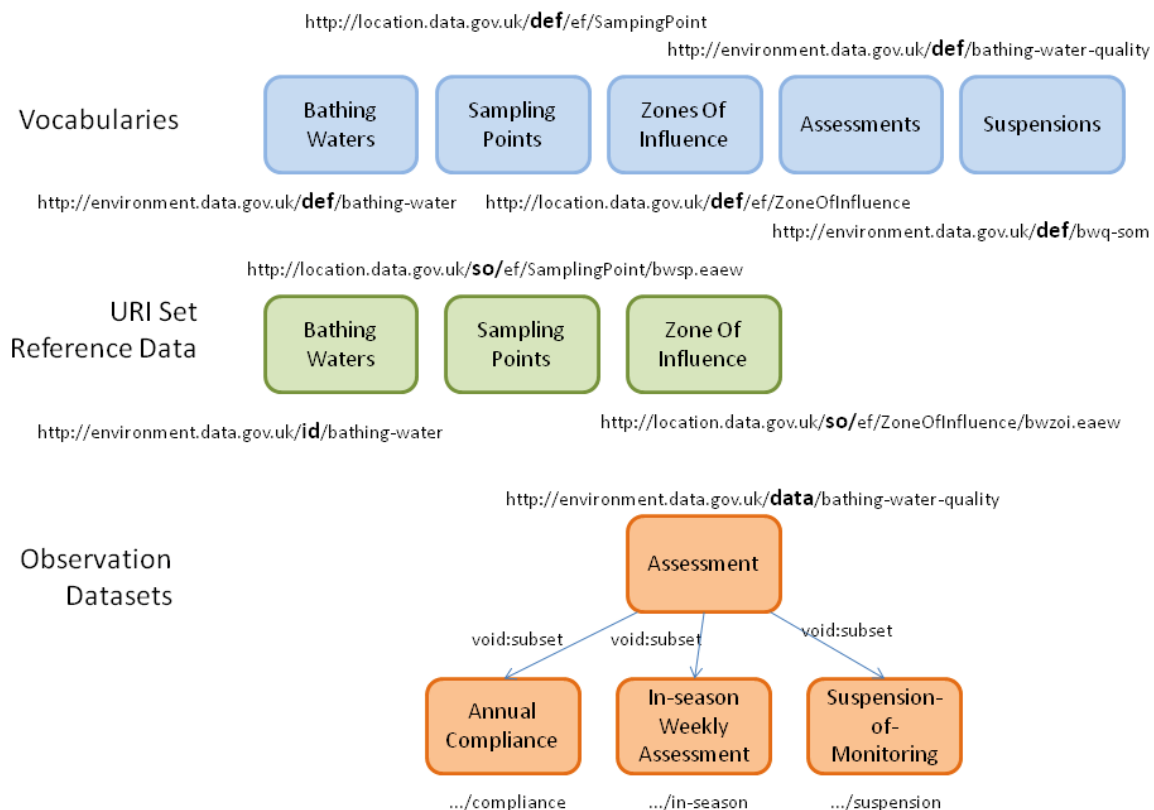 http://location.data.gov.uk/def/ef/SampingPoint
http://environment.data.gov.uk/def/bathing-water-quality
Vocabularies
Bathing
Waters
Sampling
Points
Zones Of
Influence
Assessments
Suspensions
http://environment.data.gov.uk/def/bathing-water
http://location.data.gov.uk/def/ef/ZoneOfInfluence
http://environment.data.gov.uk/def/bwq-som
http://location.data.gov.uk/so/ef/SamplingPoint/bwsp.eaew
URI Set
Reference Data
Bathing
Waters
Sampling
Points
Zone Of
Influence
http://environment.data.gov.uk/id/bathing-water
http://location.data.gov.uk/so/ef/ZoneOfInfluence/bwzoi.eaew
http://environment.data.gov.uk/data/bathing-water-quality
Observation
Datasets
Assessment
void:subset
void:subset
void:subset
Annual
Compliance
In-season
Weekly
Assessment
Suspension-
of-
Monitoring
.../compliance
.../in-season
.../suspension